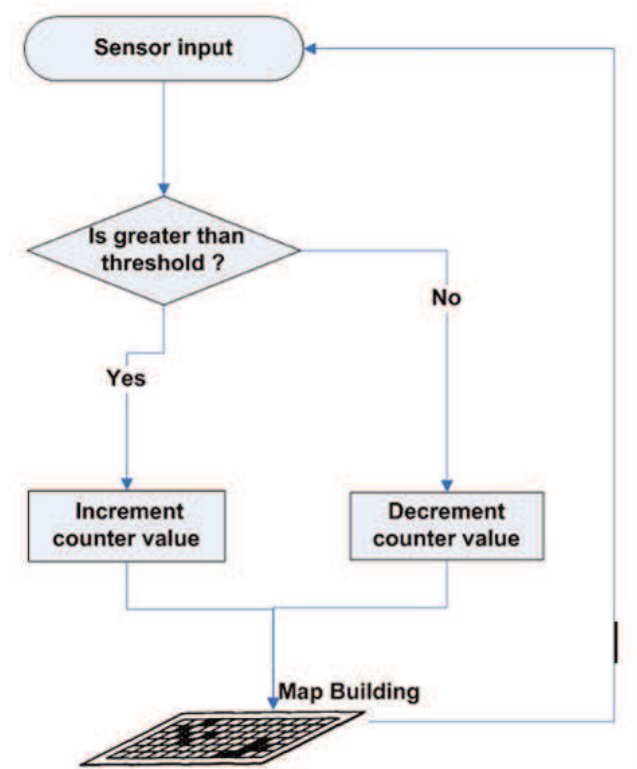 Sensor input
Is greater than
threshold ?
No
Yes
Increment
counter value
Decrement
counter value
Map Building